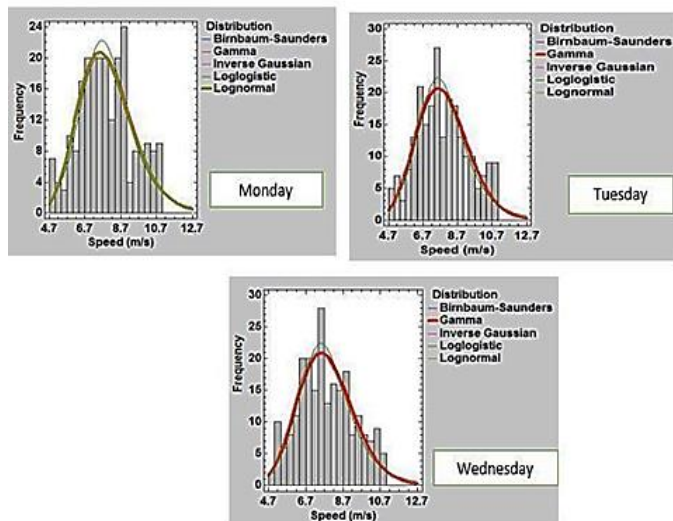 Distribution
Birnbaum-Saunders
Gamma
Inverse Gaussian
Loglogistic
Lognormal
Frequency
24
20
16
12
8
4
0
4.7 6.7 8.7 10.7 12.7
Speed (m/s)
Monday
Distribution
Birnbaum-Saunders
Gamma
Inverse Gaussian
Loglogistic
Lognormal
Frequency
30
25
20
15
10
5
0
4.7 6.7 8.7 10.7 12.7
Speed (m/s)
Tuesday
Distribution
Birnbaum-Saunders
Gamma
Inverse Gaussian
Loglogistic
Lognormal
Frequency
30
25
20
15
10
5
0
4.7 6.7 8.7 10.7 12.7
Speed (m/s)
Wednesday